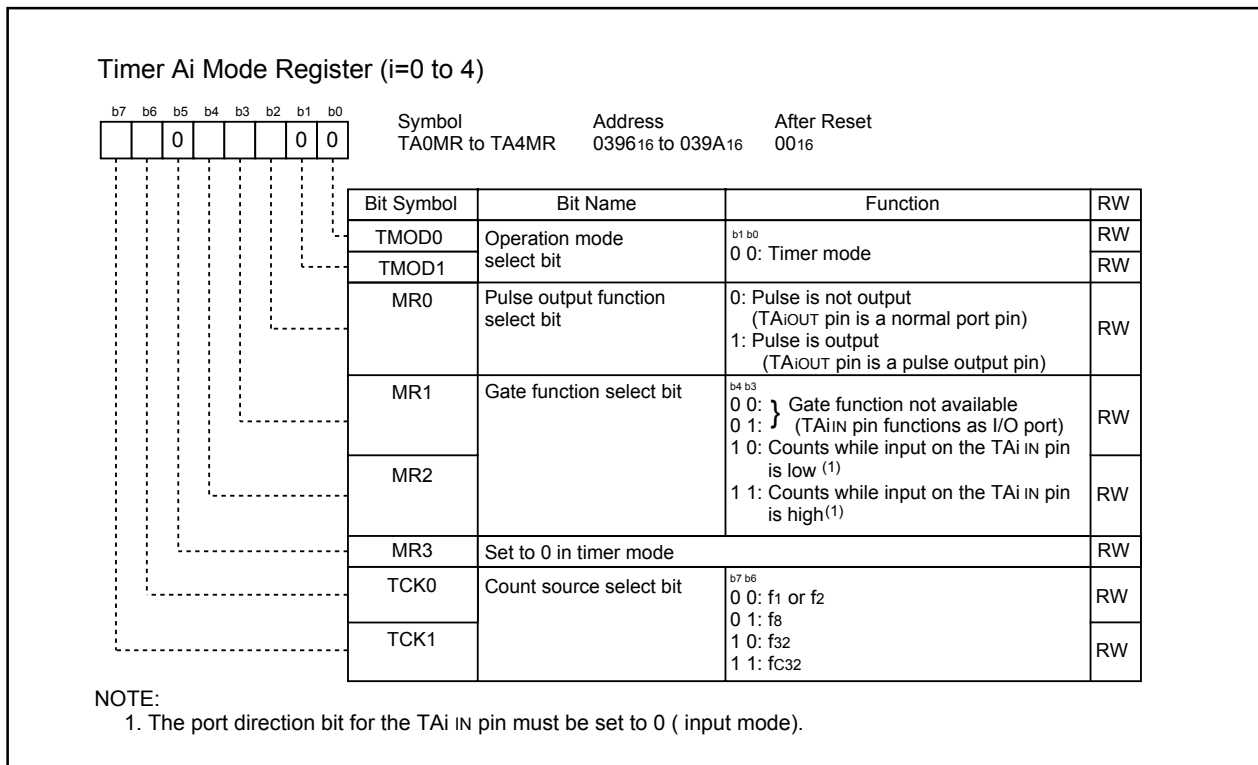 Timer Ai Mode Register (i=0 to 4)
b7 b6 b5 b4 b3 b2 b1 b0
0 0 0
Symbol Address After Reset
TA0MR to TA4MR 039616 to 039A16 0016
Bit Symbol Bit Name Function RW
TMOD0 Operation mode select bit b1 b0 RW
TMOD1 0 0: Timer mode RW
MR0 Pulse output function 0: Pulse is not output
select bit (TAiOUT pin is a normal port pin) RW
1: Pulse is output
(TAiOUT pin is a pulse output pin)
MR1 Gate function select bit b4 b3
0 0: } Gate function not available RW
0 1: (TAiIN pin functions as I/O port)
1 0: Counts while input on the TAi IN pin
MR2 is low (1)
1 1: Counts while input on the TAi IN pin RW
is high(1)
MR3 Set to 0 in timer mode RW
TCK0 Count source select bit b7 b6
0 0: f1 or f2 RW
0 1: f8
TCK1 1 0: f32 RW
1 1: fC32
NOTE:
1. The port direction bit for the TAi IN pin must be set to 0 ( input mode).